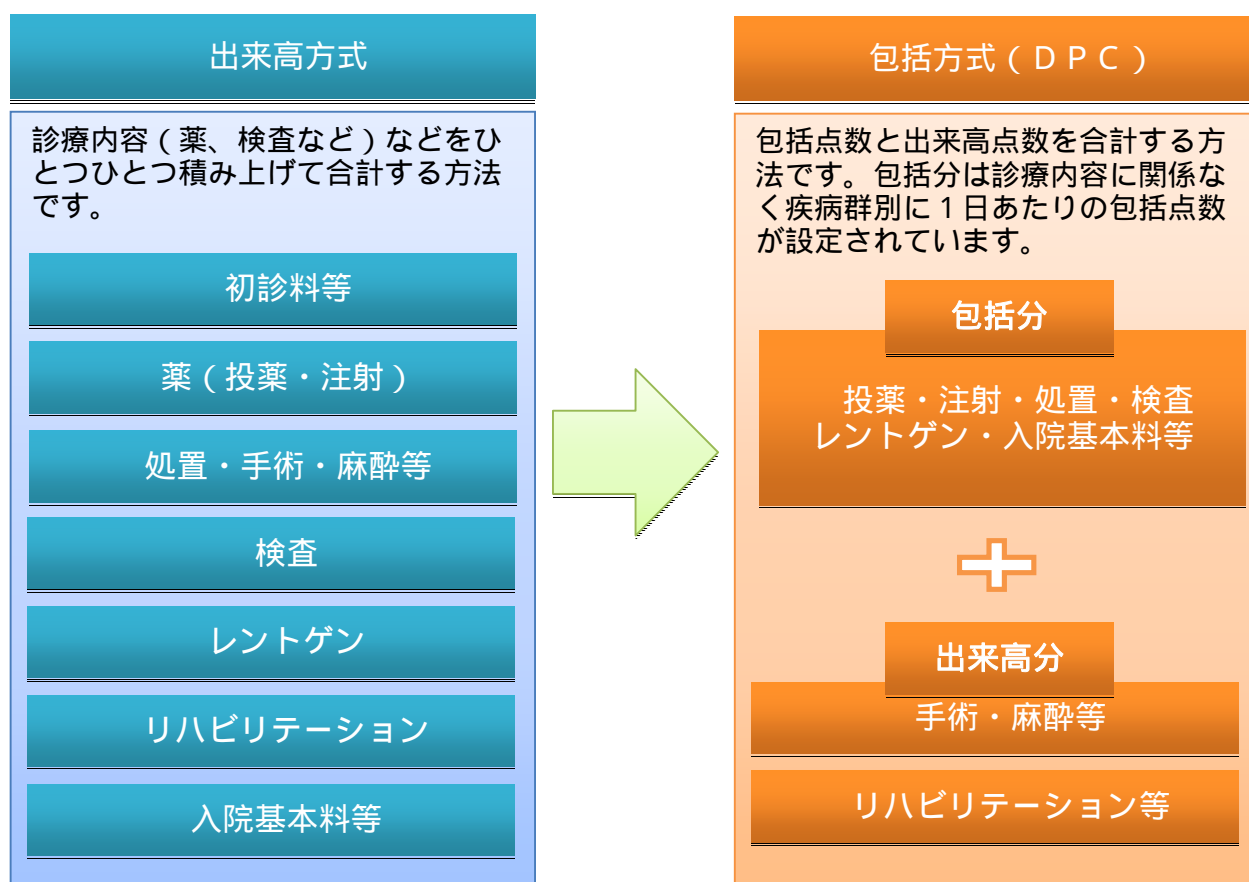 出来高方式
診療内容（薬、検査など）などをひ
とつひとつ積み上げて合計する方法
です。
初診料等
薬（投薬・注射）
処置・手術・麻酔等
検査
レントゲン
リハビリテーション
入院基本料等
包括方式（ＤＰＣ）
包括点数と出来高点数を合計する方
法です。包括分は診療内容に関係な
く疾病群別に１日あたりの包括点数
が設定されています。
包括分
投薬・注射・処置・検査
レントゲン・入院基本料等
出来高分
手術・麻酔等
リハビリテーション等